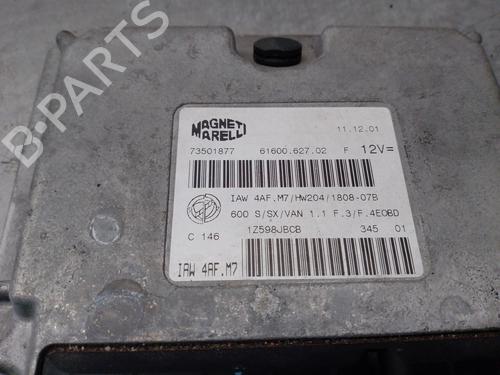 MAGNETI
MARELLI
11.12.01
73501877 61600.627.02 F 12V=
IAW 4AF.M7/HW204/1808-07B
600 S/SX/VAN 1.1 F.3/F.4EOBD
C 146 1Z598JBCB 345 01
IAW 4AF.M7
B-PARTS